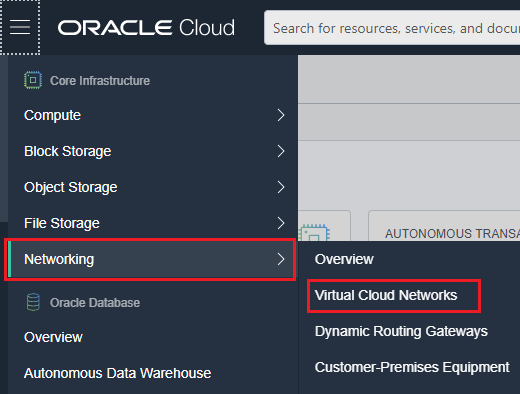 ORACLE Cloud
Search for resources, services, and docu
Core Infrastructure
Compute
Block Storage
Object Storage
File Storage
Networking
AUTONOMOUS TRANSA
Overview
Virtual Cloud Networks
Dynamic Routing Gateways
Customer-Premises Equipment
Oracle Database
Overview
Autonomous Data Warehouse